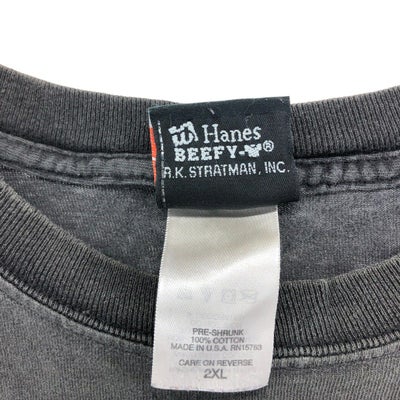 Hanes
BEEFY-®
R.K. STRATMAN, INC.
PRE-SHRUNK
100% COTTON
MADE IN U.S.A. RN15763
CARE ON REVERSE
2XL